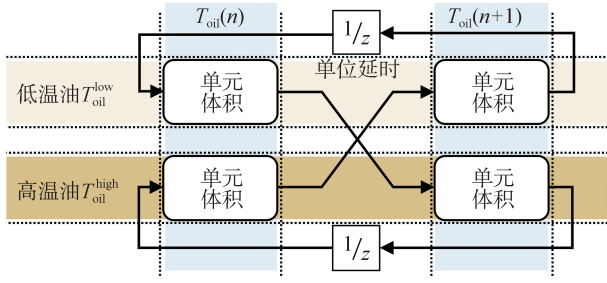 T_oil(n)
T_oil(n+1)
1/z
单位延时
低温油T_oil^low
单元
体积
单元
体积
高温油T_oil^high
单元
体积
单元
体积
1/z